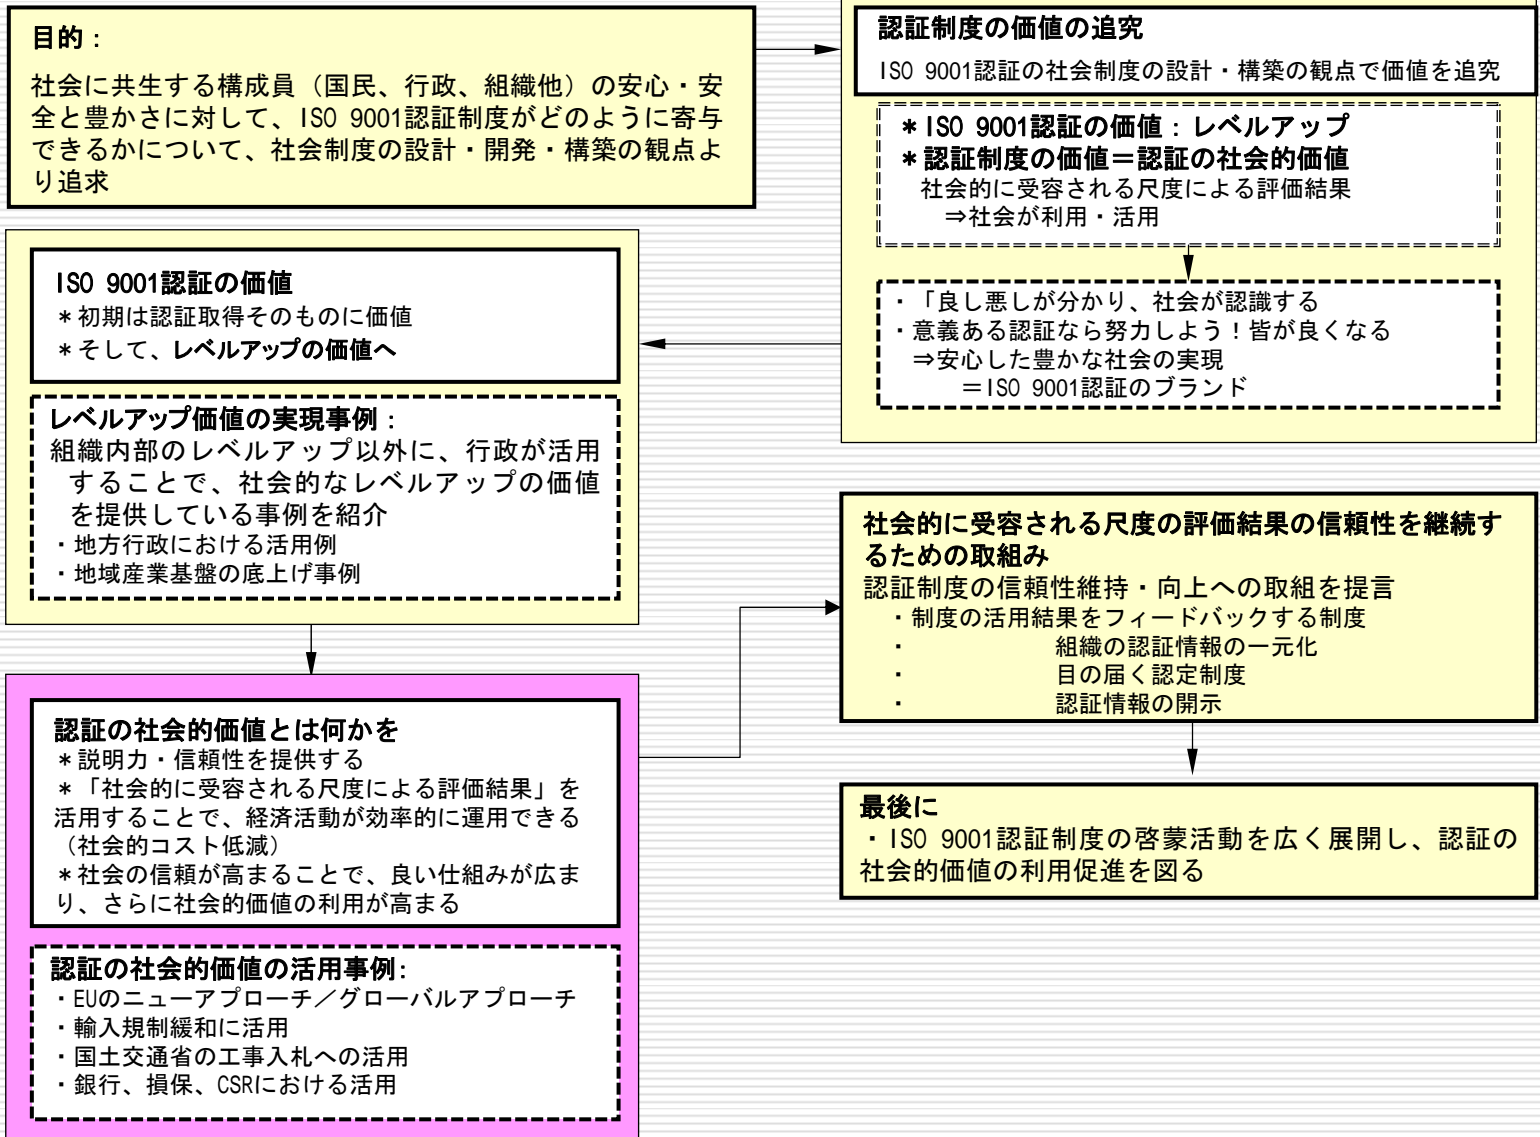 目的：
社会に共生する構成員（国民、行政、組織他）の安心・安
全と豊かさに対して、ISO 9001認証制度がどのように寄与
できるかについて、社会制度の設計・開発・構築の観点よ
り追求
認証制度の価値の追究
ISO 9001認証の社会制度の設計・構築の観点で価値を追究
＊ISO 9001認証の価値：レベルアップ
＊認証制度の価値＝認証の社会的価値
社会的に受容される尺度による評価結果
⇒社会が利用・活用
・「良し悪しが分かり、社会が認識する
・意義ある認証なら努力しよう！皆が良くなる
⇒安心した豊かな社会の実現
＝ISO 9001認証のブランド
ISO 9001認証の価値
＊初期は認証取得そのものに価値
＊そして、レベルアップの価値へ
レベルアップ価値の実現事例：
組織内部のレベルアップ以外に、行政が活用
することで、社会的なレベルアップの価値
を提供している事例を紹介
・地方行政における活用例
・地域産業基盤の底上げ事例
認証の社会的価値とは何かを
＊説明力・信頼性を提供する
＊「社会的に受容される尺度による評価結果」を
活用することで、経済活動が効率的に運用できる
（社会的コスト低減）
＊社会の信頼が高まることで、良い仕組みが広ま
り、さらに社会的価値の利用が高まる
認証の社会的価値の活用事例:
・EUのニューアプローチ／グローバルアプローチ
・輸入規制緩和に活用
・国土交通省の工事入札への活用
・銀行、損保、CSRにおける活用
社会的に受容される尺度の評価結果の信頼性を継続す
るための取組み
認証制度の信頼性維持・向上への取組を提言
・制度の活用結果をフィードバックする制度
・ 組織の認証情報の一元化
・ 目の届く認定制度
・ 認証情報の開示
最後に
・ISO 9001認証制度の啓蒙活動を広く展開し、認証の
社会的価値の利用促進を図る